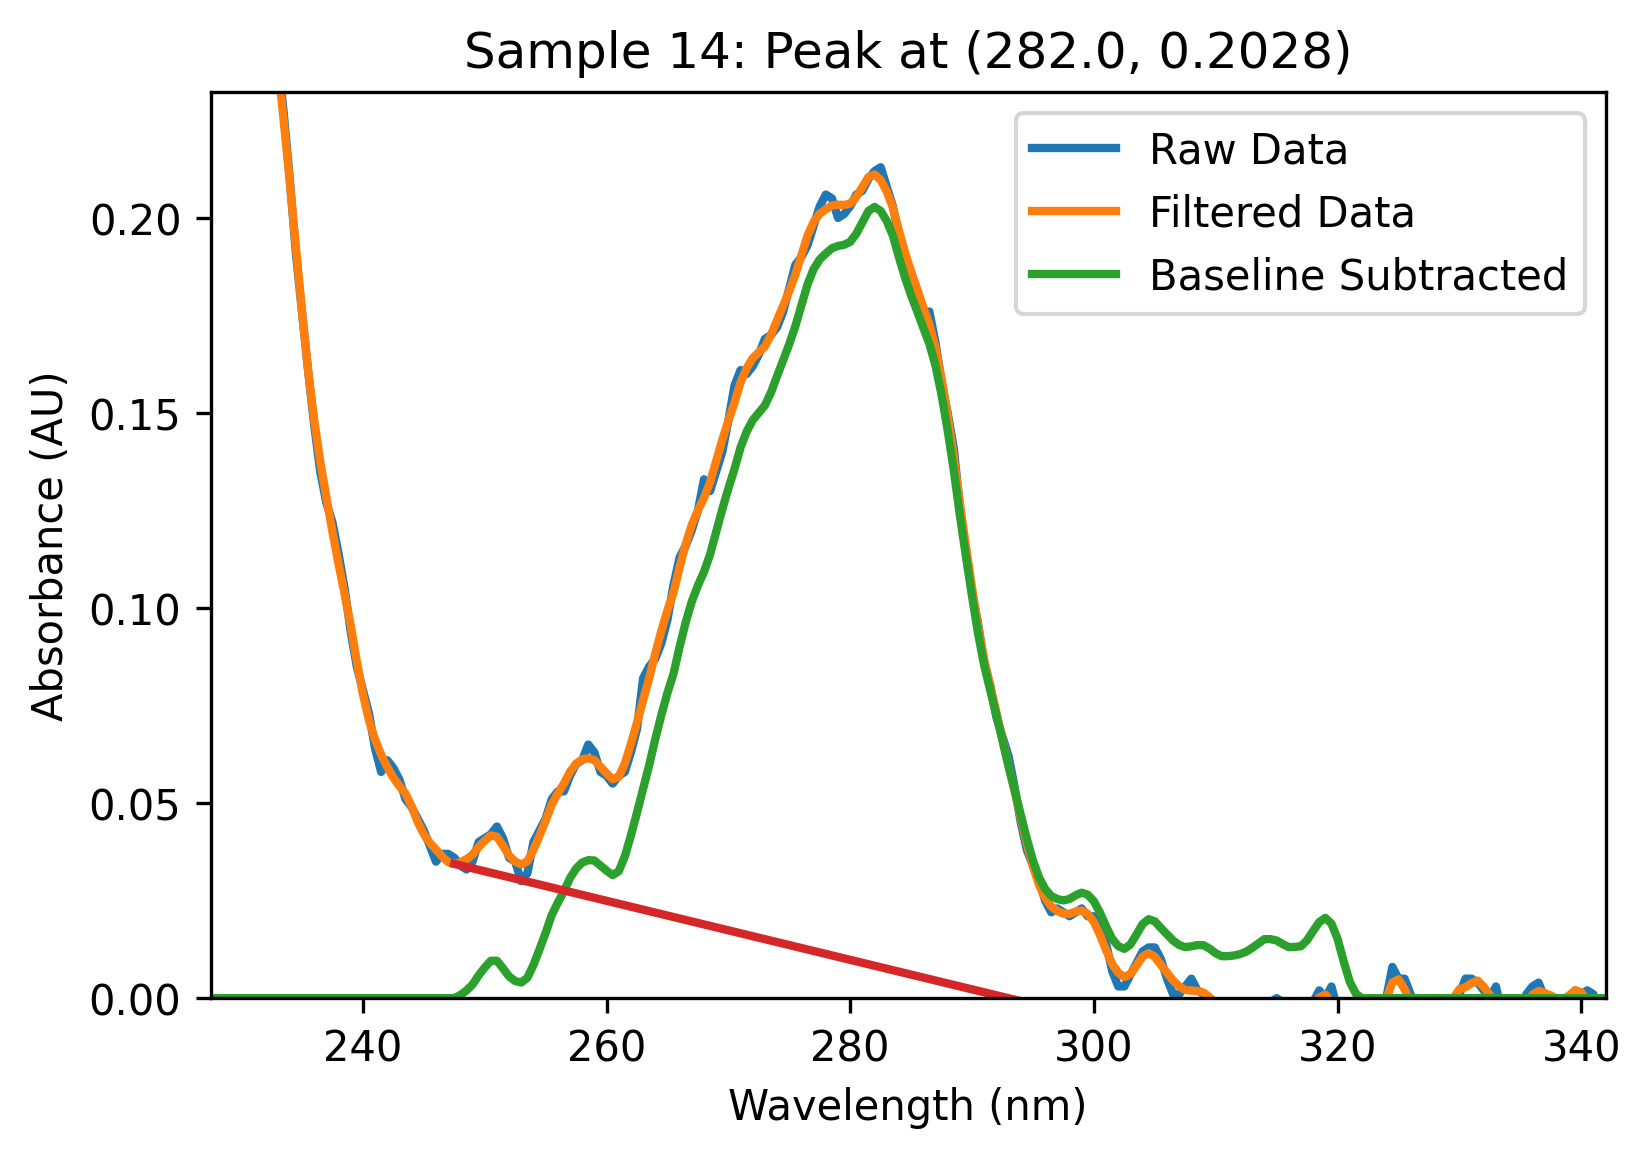 Sample 14: Peak at (282.0, 0.2028)
Raw Data
Filtered Data
Baseline Subtracted
Absorbance (AU)
0.20
0.15
0.10
0.05
0.00
240 260 280 300 320 340
Wavelength (nm)